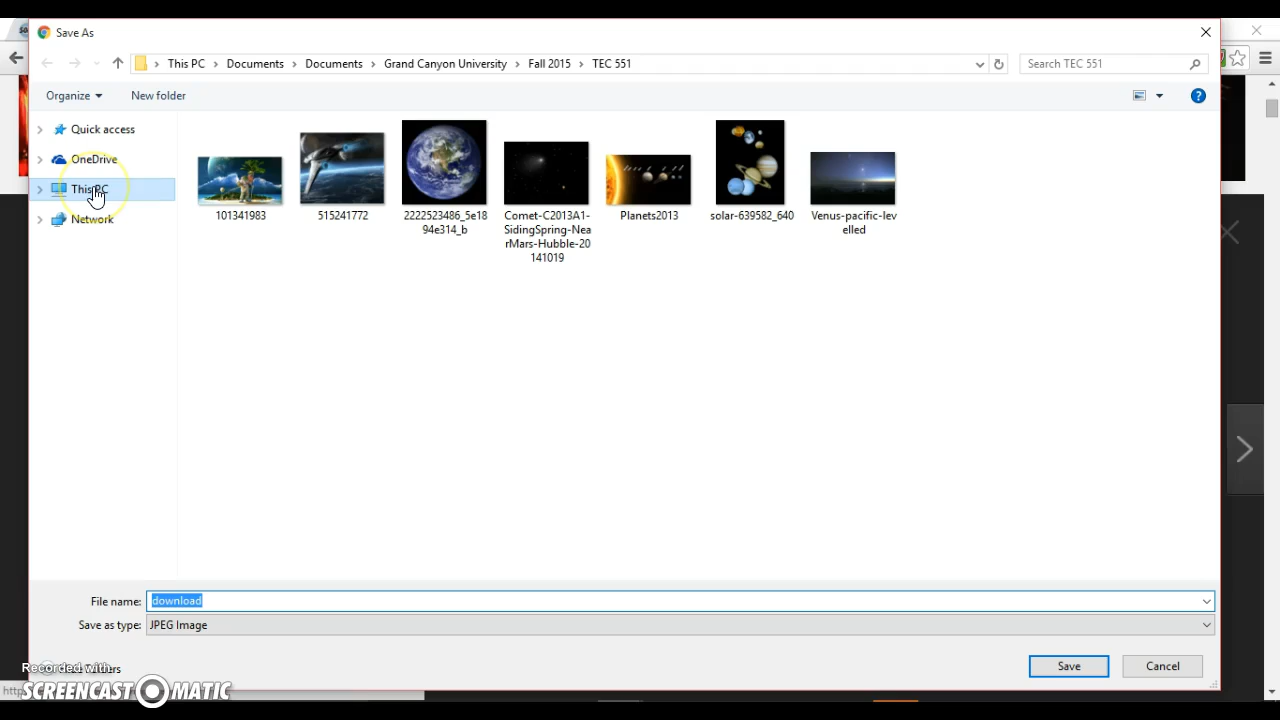 Save As
This PC > Documents > Documents > Grand Canyon University > Fall 2015 > TEC 551
Search TEC 551
Organize
New folder
Quick access
OneDrive
This PC
Network
101341983
515241772
2222523486_5e18
94e314_b
Comet-C2013A1-
SidingSpring-Nea
rMars-Hubble-20
141019
Planets2013
solar-639582_640
Venus-pacific-lev
elled
File name: download
Save as type: JPEG Image
Recorded with
SCREENCAST MATIC
Save
Cancel